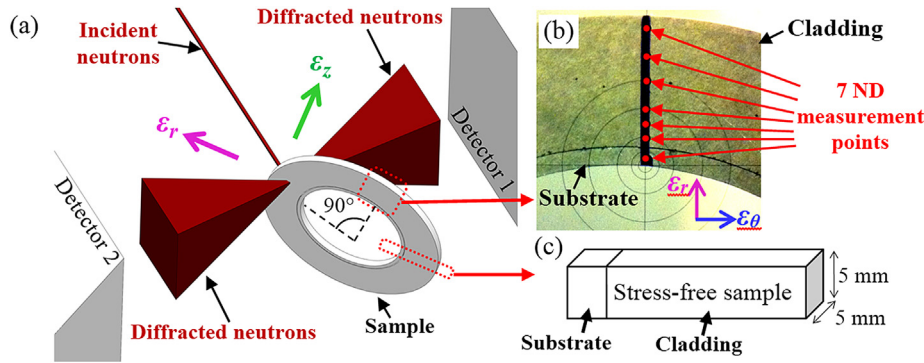 (a)
Incident
neutrons
Diffracted
neutrons
εz
εr
Detector 1
Detector 2
90°
Diffracted neutrons
Sample
(b)
Cladding
7 ND
measurement
points
Substrate
εr
εθ
(c)
Stress-free sample
5 mm
5 mm
Substrate
Cladding